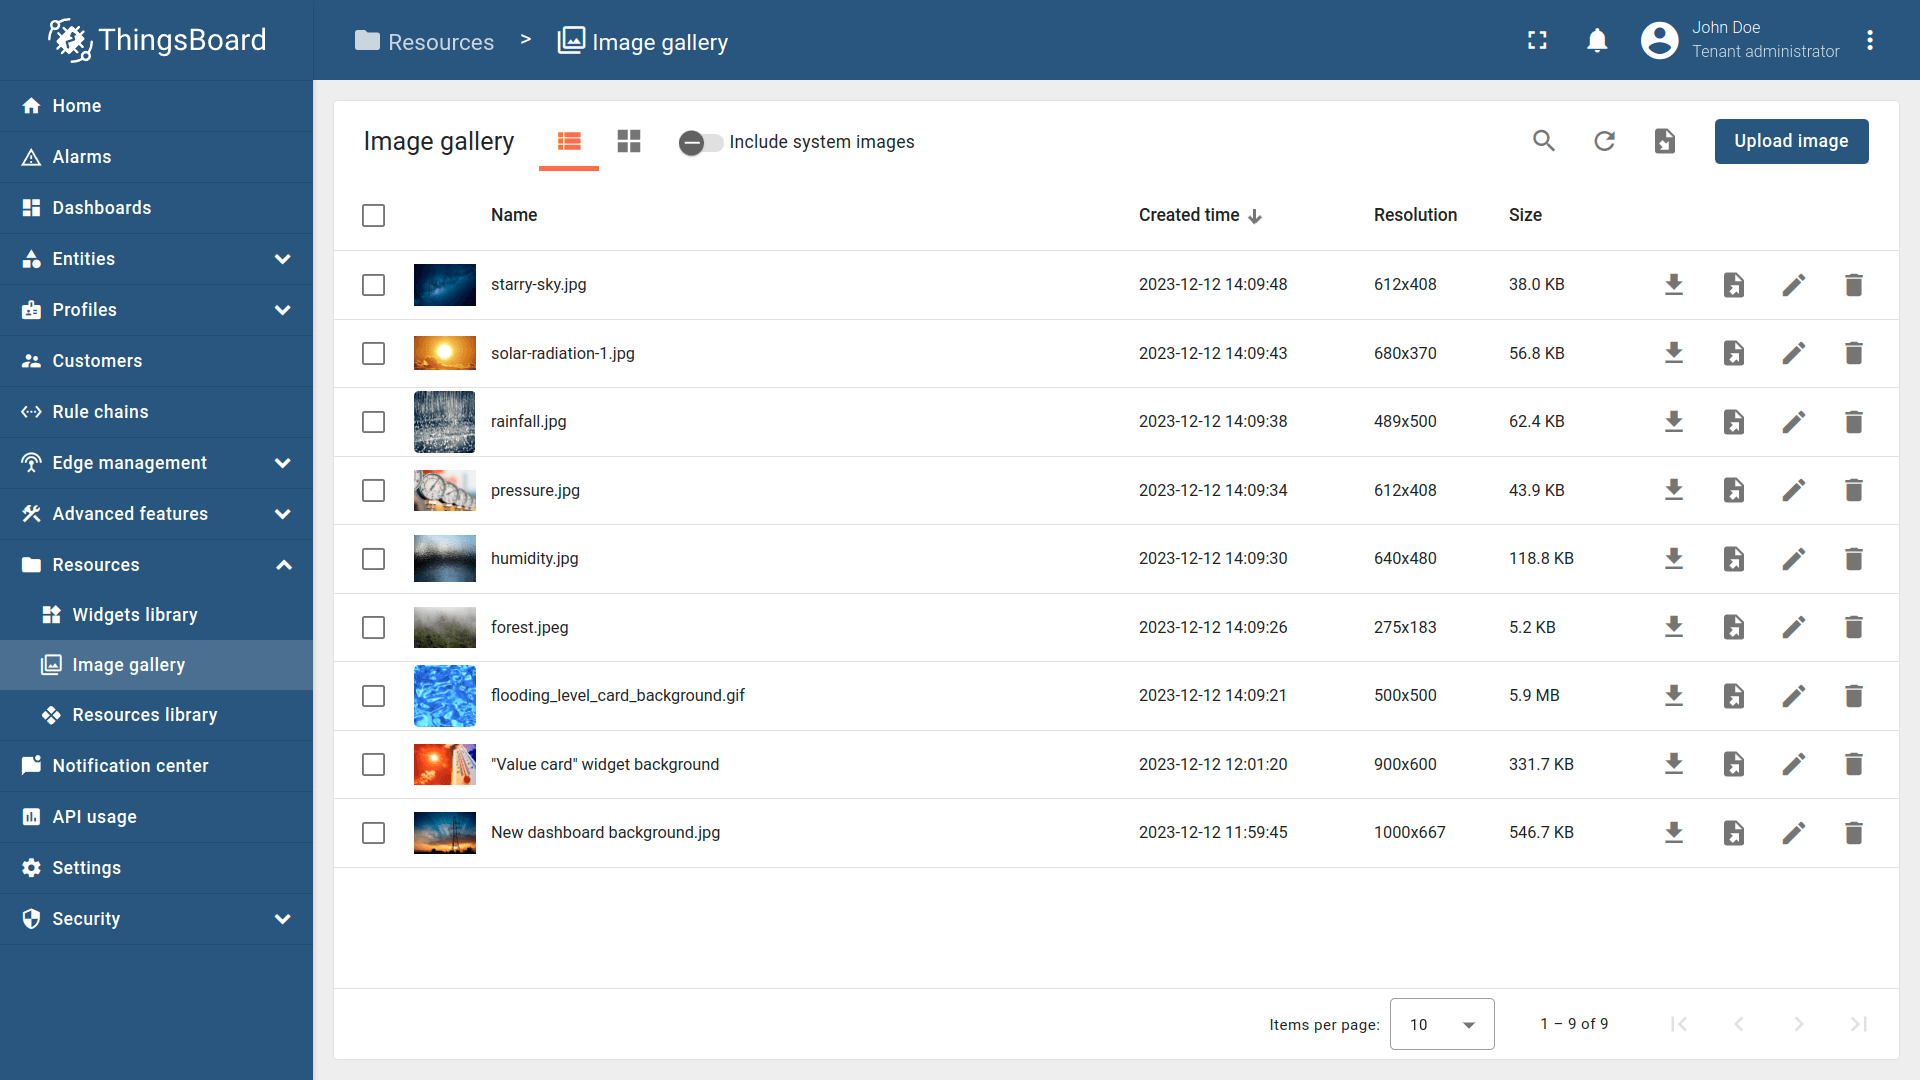 ThingsBoard
Resources > Image gallery
John Doe
Tenant administrator
Home
Alarms
Dashboards
Entities
Profiles
Customers
Rule chains
Edge management
Advanced features
Resources
Widgets library
Image gallery
Resources library
Notification center
API usage
Settings
Security
Image gallery
Include system images
Upload image
Name Created time Resolution Size
starry-sky.jpg 2023-12-12 14:09:48 612x408 38.0 KB
solar-radiation-1.jpg 2023-12-12 14:09:43 680x370 56.8 KB
rainfall.jpg 2023-12-12 14:09:38 489x500 62.4 KB
pressure.jpg 2023-12-12 14:09:34 612x408 43.9 KB
humidity.jpg 2023-12-12 14:09:30 640x480 118.8 KB
forest.jpeg 2023-12-12 14:09:26 275x183 5.2 KB
flooding_level_card_background.gif 2023-12-12 14:09:21 500x500 5.9 MB
"Value card" widget background 2023-12-12 12:01:20 900x600 331.7 KB
New dashboard background.jpg 2023-12-12 11:59:45 1000x667 546.7 KB
Items per page: 10 1 – 9 of 9